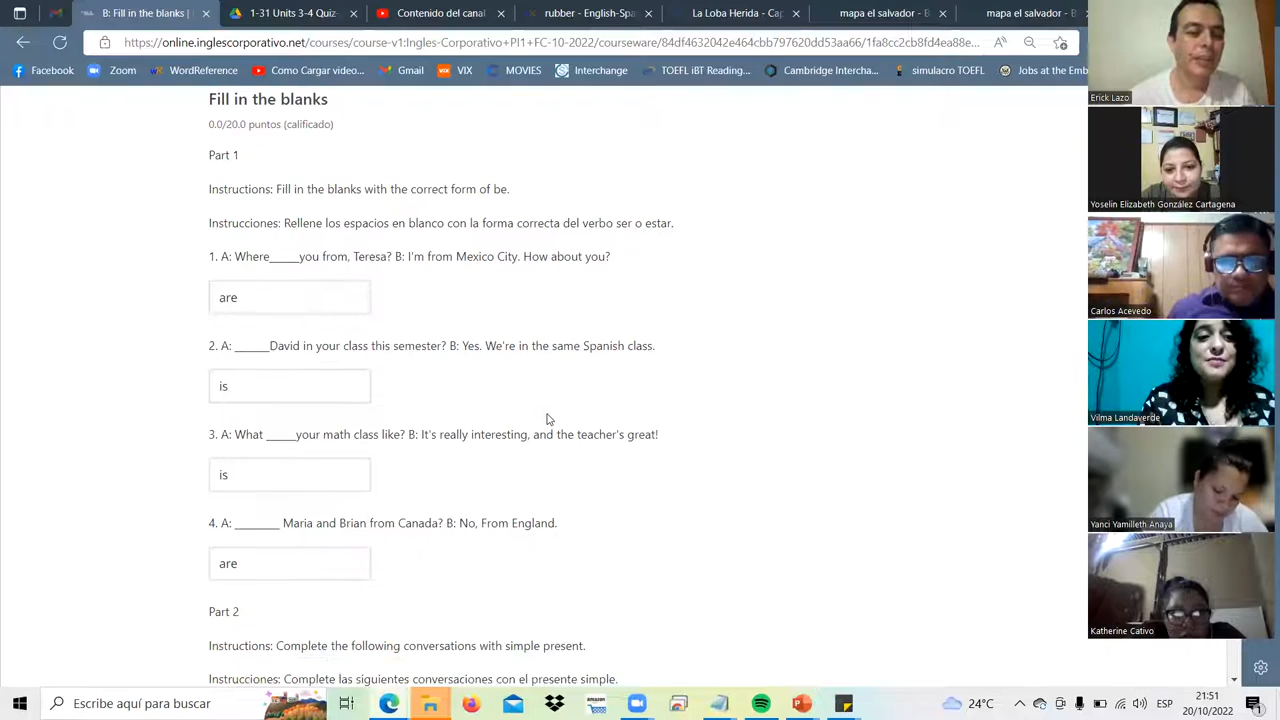 B: Fill in the blanks |
1-31 Units 3-4 Quiz
Contenido del canal
rubber - English-Spa
La Loba Herida - Cap
mapa el salvador - B
mapa el salvador - B
https://online.inglescorporativo.net/courses/course-v1:Ingles-Corporativo+PI1+FC-10-2022/courseware/84df4632042e464cbb797620dd53aa66/1fa8cc2cb8fd4ea88e...
Facebook
Zoom
WordReference
Como Cargar video...
Gmail
VIX
MOVIES
Interchange
TOEFL iBT Reading...
Cambridge Intercha...
simulacro TOEFL
Jobs at the Emb
Fill in the blanks
0.0/20.0 puntos (calificado)
Part 1
Instructions: Fill in the blanks with the correct form of be.
Instrucciones: Rellene los espacios en blanco con la forma correcta del verbo ser o estar.
1. A: Where_____you from, Teresa? B: I'm from Mexico City. How about you?
are
2. A: ______David in your class this semester? B: Yes. We're in the same Spanish class.
is
3. A: What _____your math class like? B: It's really interesting, and the teacher's great!
is
4. A: ________ Maria and Brian from Canada? B: No, From England.
are
Part 2
Instructions: Complete the following conversations with simple present.
Instrucciones: Complete las siguientes conversaciones con el presente simple.
Erick Lazo
Yoselin Elizabeth González Cartagena
Carlos Acevedo
Vilma Landaverde
Yanci Yamilleth Anaya
Katherine Cativo
Escribe aquí para buscar
24°C
ESP
21:51
20/10/2022